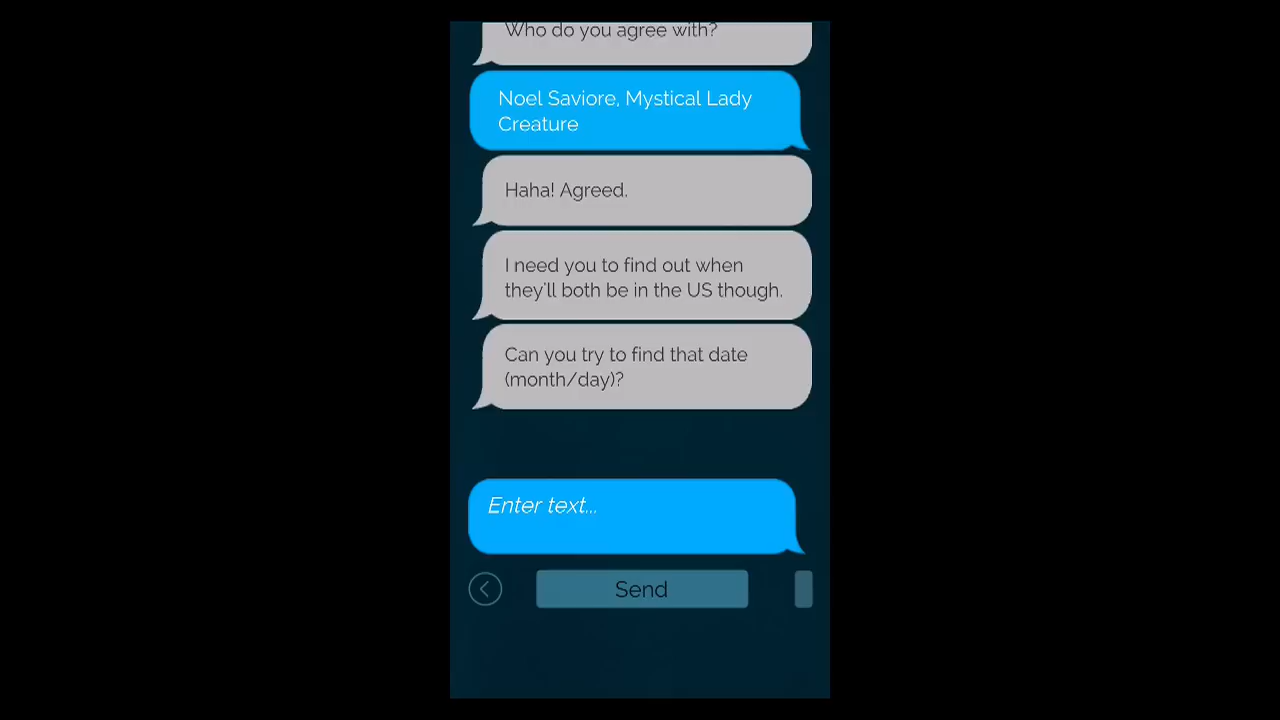 Who do you agree with?
Noel Saviore, Mystical Lady
Creature
Haha! Agreed.
I need you to find out when
they'll both be in the US though.
Can you try to find that date
(month/day)?
Enter text...
Send